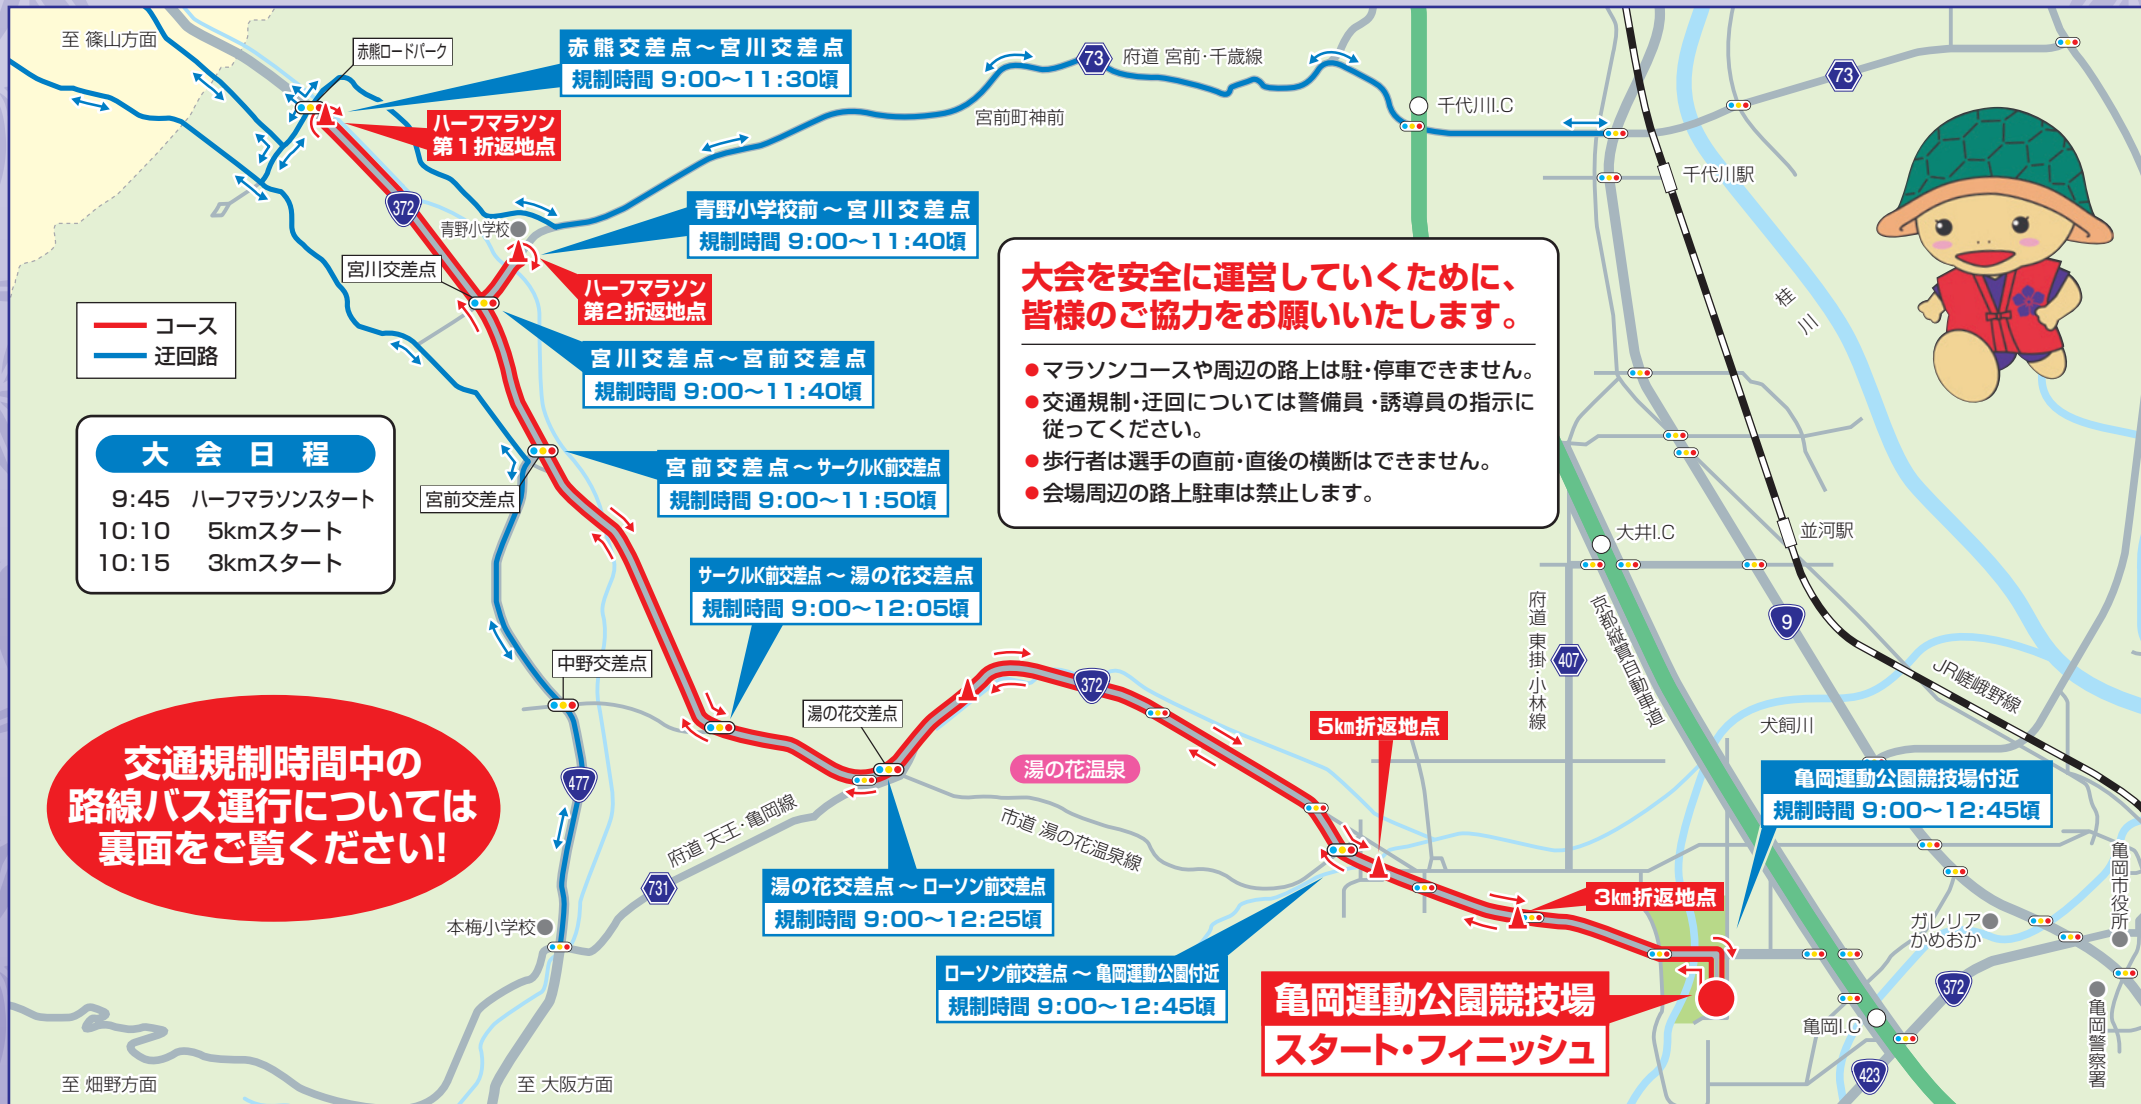 至 篠山方面
赤熊ロードパーク
赤熊交差点～宮川交差点
規制時間 9:00～11:30頃
ハーフマラソン
第1折返地点
73
府道 宮前・千歳線
宮前町神前
千代川I.C
73
千代川駅
372
青野小学校
青野小学校前～宮川交差点
規制時間 9:00～11:40頃
宮川交差点
ハーフマラソン
第2折返地点
コース
迂回路
宮川交差点～宮前交差点
規制時間 9:00～11:40頃
大会を安全に運営していくために、
皆様のご協力をお願いいたします。
●マラソンコースや周辺の路上は駐・停車できません。
●交通規制・迂回については警備員・誘導員の指示に
従ってください。
●歩行者は選手の直前・直後の横断はできません。
●会場周辺の路上駐車は禁止します。
桂川
大会日程
9:45 ハーフマラソンスタート
10:10 5kmスタート
10:15 3kmスタート
宮前交差点
宮前交差点～サークルK前交差点
規制時間 9:00～11:50頃
大井I.C
並河駅
サークルK前交差点～湯の花交差点
規制時間 9:00～12:05頃
府道 東掛・小林線
407
京都縦貫自動車道
9
JR嵯峨野線
中野交差点
湯の花交差点
372
5km折返地点
犬飼川
交通規制時間中の
路線バス運行については
裏面をご覧ください!
477
湯の花温泉
亀岡運動公園競技場付近
規制時間 9:00～12:45頃
府道 天王・亀岡線
市道 湯の花温泉線
731
湯の花交差点～ローソン前交差点
規制時間 9:00～12:25頃
3km折返地点
亀岡市役所
本梅小学校
ガレリア
かめおか
ローソン前交差点～亀岡運動公園付近
規制時間 9:00～12:45頃
亀岡運動公園競技場
スタート・フィニッシュ
372
亀岡I.C
亀岡警察署
423
至 畑野方面
至 大阪方面